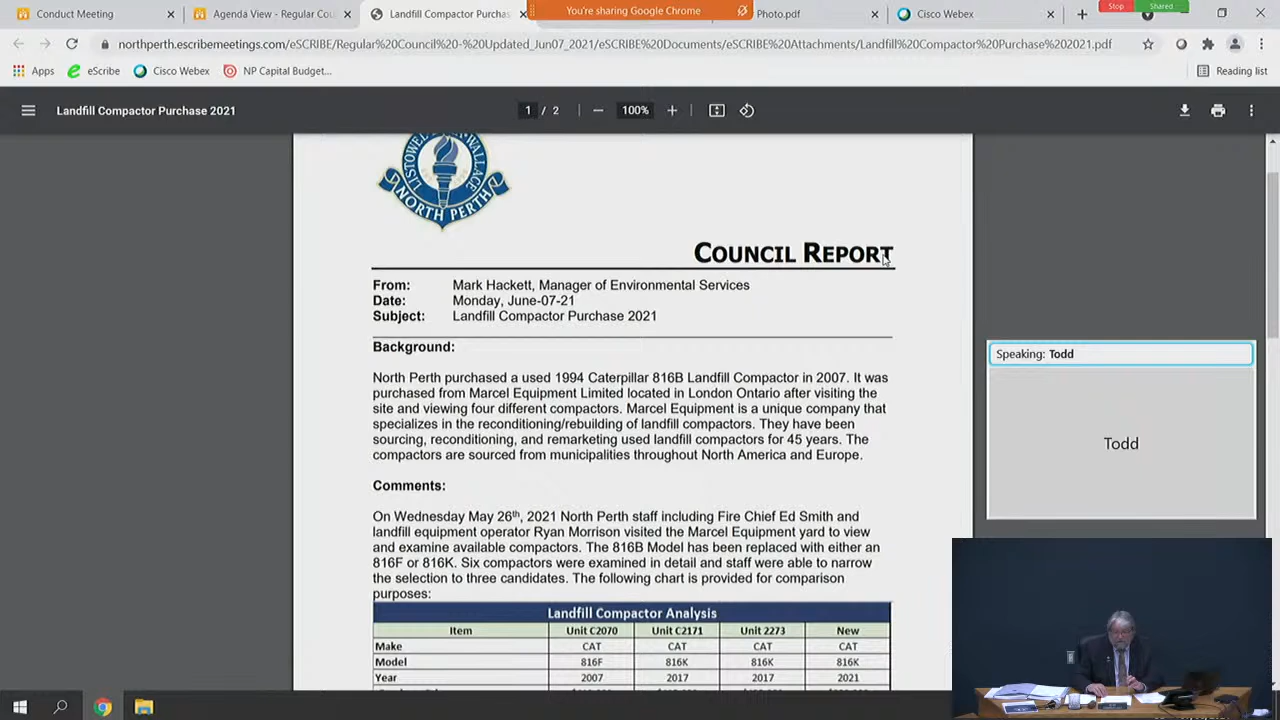 Conduct Meeting
Agenda View - Regular Cou
Landfill Compactor Purchas
You're sharing Google Chrome
Photo.pdf
Cisco Webex
Stop
Shared
northperth.escribemeetings.com/eSCRIBE/Regular%20Council%20-%20Updated_Jun07_2021/eSCRIBE%20Documents/eSCRIBE%20Attachments/Landfill%20Compactor%20Purchase%202021.pdf
Apps
eScribe
Cisco Webex
NP Capital Budget...
Reading list
Landfill Compactor Purchase 2021
1 / 2
100%
NORTH PERTH
COUNCIL REPORT
From: Mark Hackett, Manager of Environmental Services
Date: Monday, June-07-21
Subject: Landfill Compactor Purchase 2021
Background:
North Perth purchased a used 1994 Caterpillar 816B Landfill Compactor in 2007. It was
purchased from Marcel Equipment Limited located in London Ontario after visiting the
site and viewing four different compactors. Marcel Equipment is a unique company that
specializes in the reconditioning/rebuilding of landfill compactors. They have been
sourcing, reconditioning, and remarketing used landfill compactors for 45 years. The
compactors are sourced from municipalities throughout North America and Europe.
Comments:
On Wednesday May 26th, 2021 North Perth staff including Fire Chief Ed Smith and
landfill equipment operator Ryan Morrison visited the Marcel Equipment yard to view
and examine available compactors. The 816B Model has been replaced with either an
816F or 816K. Six compactors were examined in detail and staff were able to narrow
the selection to three candidates. The following chart is provided for comparison
purposes:
Landfill Compactor Analysis
Item Unit C2070 Unit C2171 Unit 2273 New
Make CAT CAT CAT CAT
Model 816F 816K 816K 816K
Year 2007 2017 2017 2021
Speaking: Todd
Todd